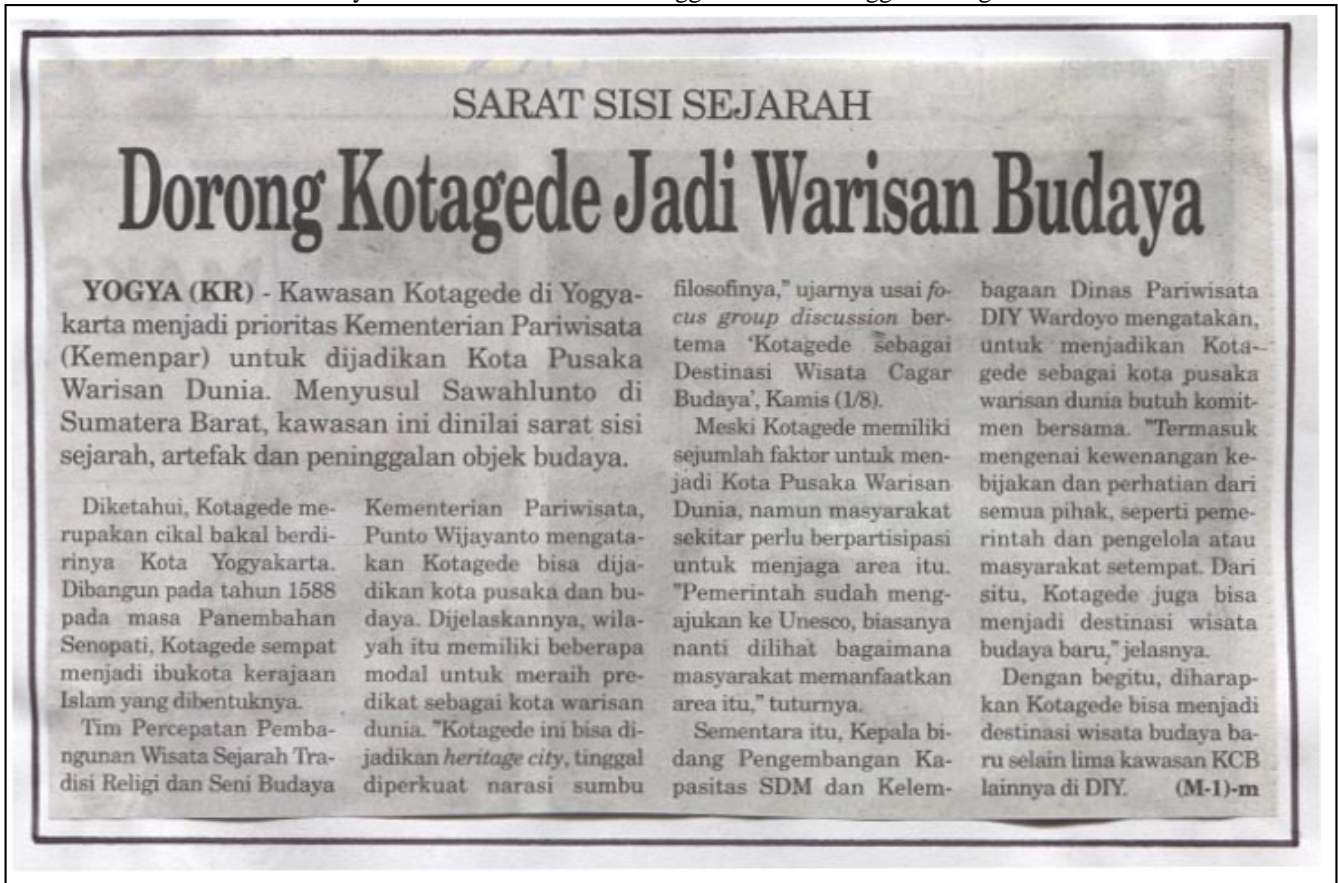 SARAT SISI SEJARAH
Dorong Kotagede Jadi Warisan Budaya
YOGYA (KR) - Kawasan Kotagede di Yogya-
karta menjadi prioritas Kementerian Pariwisata
(Kemenpar) untuk dijadikan Kota Pusaka
Warisan Dunia. Menyusul Sawahlunto di
Sumatera Barat, kawasan ini dinilai sarat sisi
sejarah, artefak dan peninggalan objek budaya.
Diketahui, Kotagede me-
rupakan cikal bakal berdi-
rinya Kota Yogyakarta.
Dibangun pada tahun 1588
pada masa Panembahan
Senopati, Kotagede sempat
menjadi ibukota kerajaan
Islam yang dibentuknya.
Tim Percepatan Pemba-
ngunan Wisata Sejarah Tra-
disi Religi dan Seni Budaya
Kementerian Pariwisata,
Punto Wijayanto mengata-
kan Kotagede bisa dija-
dikan kota pusaka dan bu-
daya. Dijelaskannya, wila-
yah itu memiliki beberapa
modal untuk meraih pre-
dikat sebagai kota warisan
dunia. "Kotagede ini bisa di-
jadikan heritage city, tinggal
diperkuat narasi sumbu
filosofinya," ujarnya usai fo-
cus group discussion ber-
tema 'Kotagede sebagai
Destinasi Wisata Cagar
Budaya', Kamis (1/8).
Meski Kotagede memiliki
sejumlah faktor untuk men-
jadi Kota Pusaka Warisan
Dunia, namun masyarakat
sekitar perlu berpartisipasi
untuk menjaga area itu.
"Pemerintah sudah meng-
ajukan ke Unesco, biasanya
nanti dilihat bagaimana
masyarakat memanfaatkan
area itu," tuturnya.
Sementara itu, Kepala bi-
dang Pengembangan Ka-
pasitas SDM dan Kelem-
bagaan Dinas Pariwisata
DIY Wardoyo mengatakan,
untuk menjadikan Kota-
gede sebagai kota pusaka
warisan dunia butuh komit-
men bersama. "Termasuk
mengenai kewenangan ke-
bijakan dan perhatian dari
semua pihak, seperti peme-
rintah dan pengelola atau
masyarakat setempat. Dari
situ, Kotagede juga bisa
menjadi destinasi wisata
budaya baru," jelasnya.
Dengan begitu, diharap-
kan Kotagede bisa menjadi
destinasi wisata budaya ba-
ru selain lima kawasan KCB
lainnya di DIY. (M-1)-m